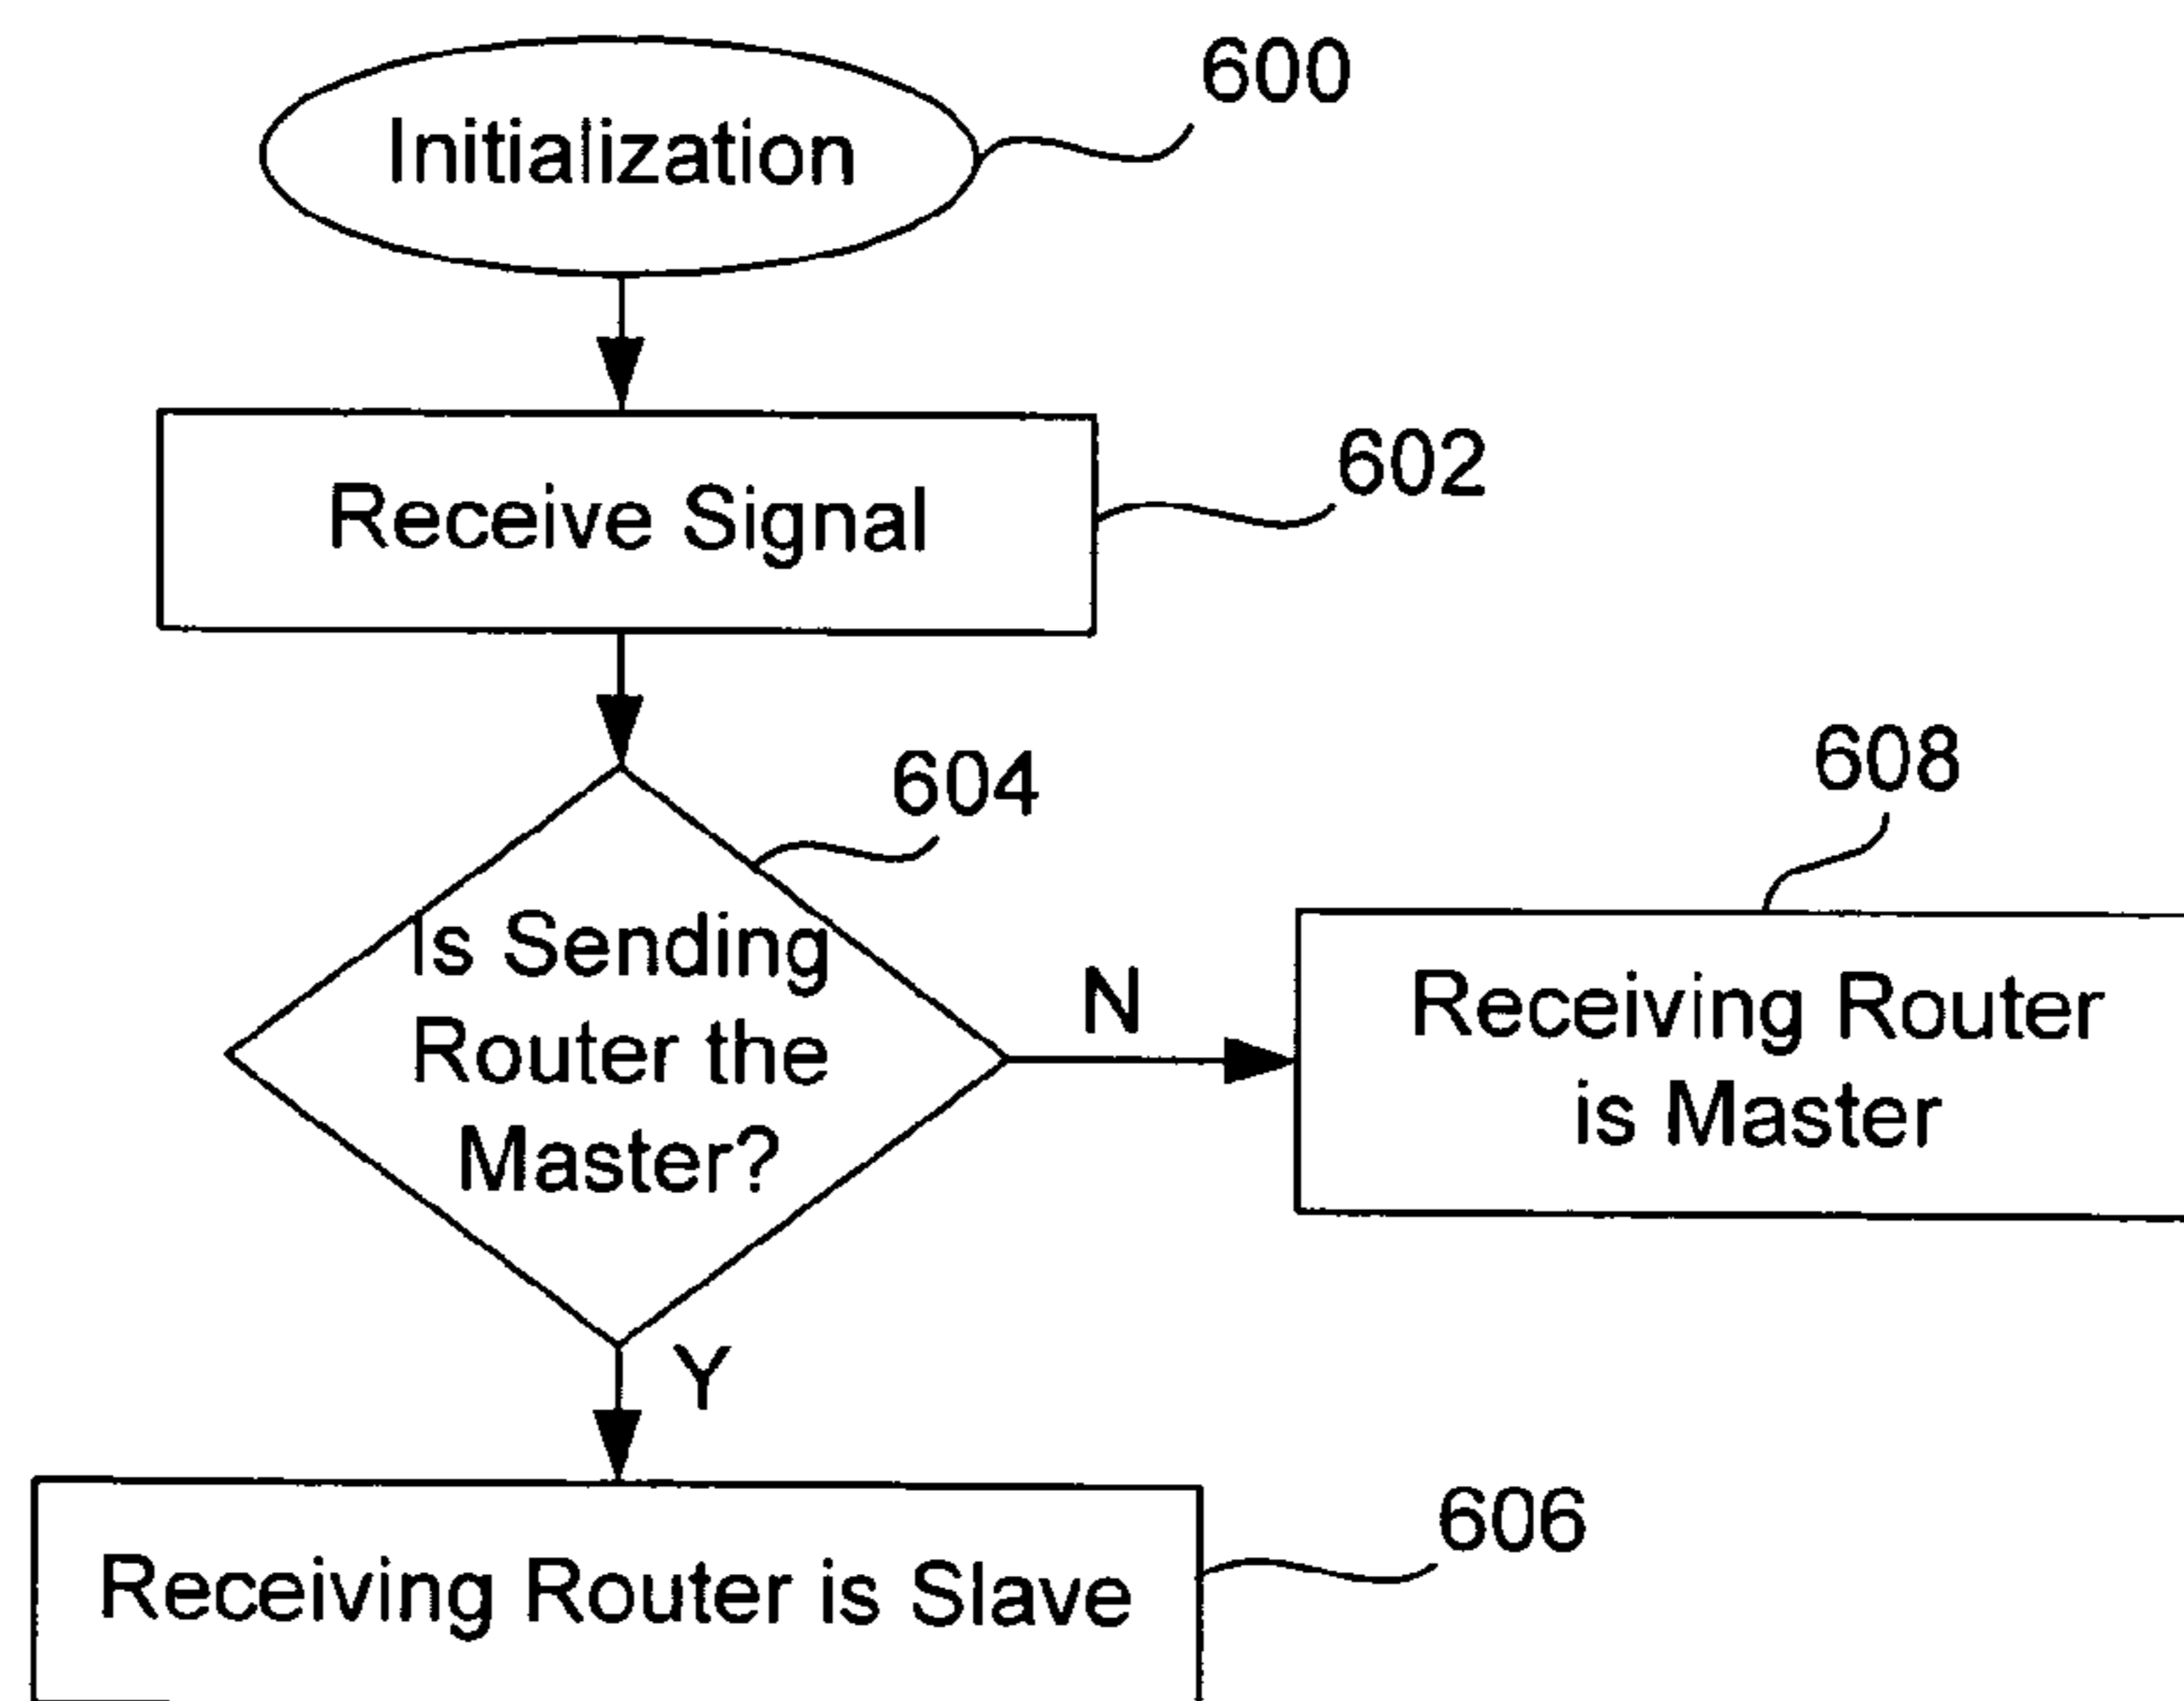 Initialization
600
Receive Signal
602
604
Is Sending
Router the
Master?
N
608
Receiving Router
is Master
Y
Receiving Router is Slave
606